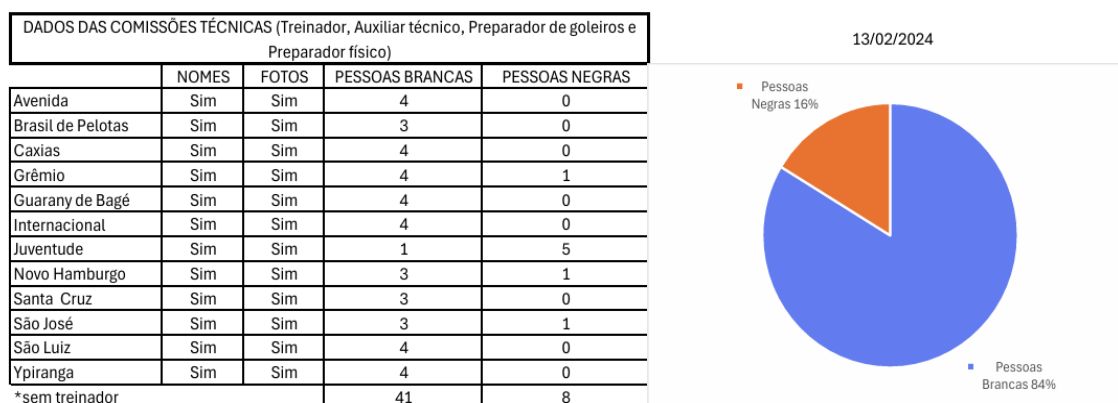 DADOS DAS COMISSÕES TÉCNICAS (Treinador, Auxiliar técnico, Preparador de goleiros e
Preparador físico)
NOMES FOTOS PESSOAS BRANCAS PESSOAS NEGRAS
Avenida Sim Sim 4 0
Brasil de Pelotas Sim Sim 3 0
Caxias Sim Sim 4 0
Grêmio Sim Sim 4 1
Guarany de Bagé Sim Sim 4 0
Internacional Sim Sim 4 0
Juventude Sim Sim 1 5
Novo Hamburgo Sim Sim 3 1
Santa Cruz Sim Sim 3 0
São José Sim Sim 3 1
São Luiz Sim Sim 4 0
Ypiranga Sim Sim 4 0
*sem treinador 41 8
13/02/2024
Pessoas
Negras 16%
Pessoas
Brancas 84%